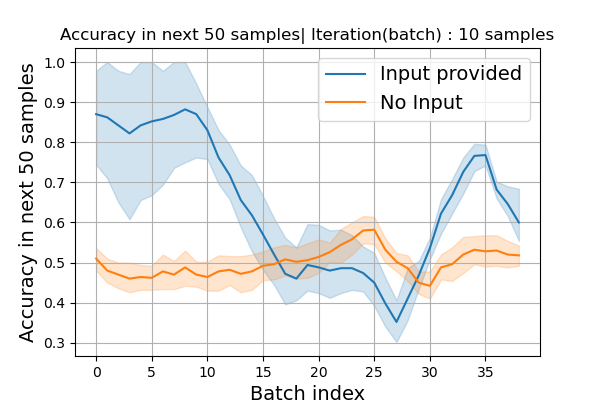 Accuracy in next 50 samples| Iteration(batch) : 10 samples
Accuracy in next 50 samples
1.0
0.9
0.8
0.7
0.6
0.5
0.4
0.3
Input provided
No Input
0 5 10 15 20 25 30 35
Batch index